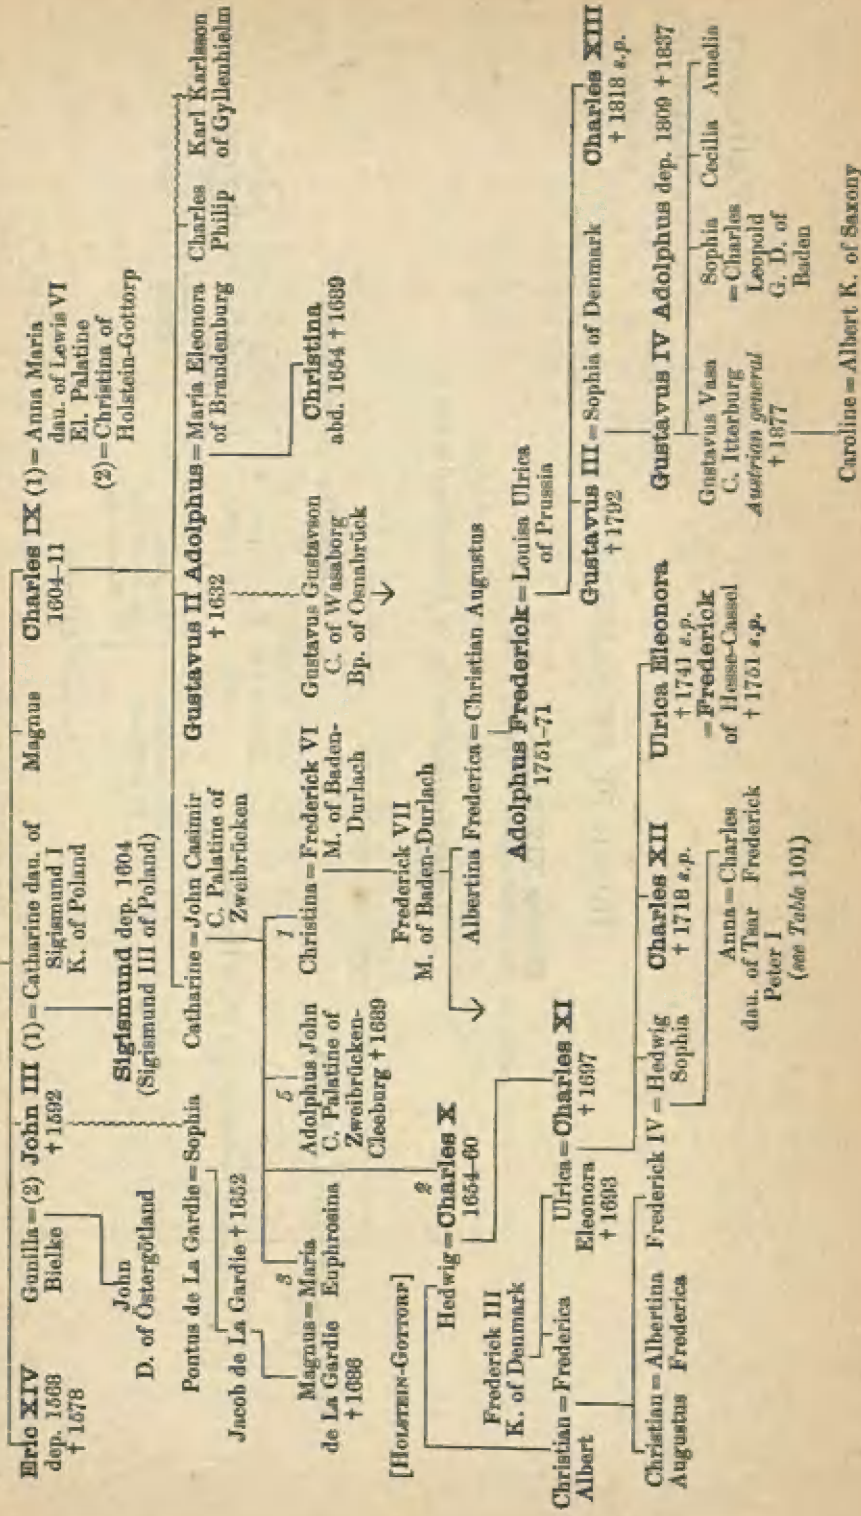 Eric XIV
dep. 1568
† 1578
Gunilla = (2) John III (1) = Catharine dau. of
Bielke
† 1592
Sigismund I
K. of Poland
Magnus
Charles IX (1) = Anna Maria
1604–11
dau. of Lewis VI
El. Palatine
(2) = Christina of
Holstein-Gottorp
John
D. of Östergötland
Sigismund dep. 1604
(Sigismund III of Poland)
Pontus de La Gardie = Sophia
Catharine = John Casimir
C. Palatine of
Zweibrücken
Gustavus II Adolphus = Maria Eleonora
† 1632
of Brandenburg
Charles
Philip
Karl Karlsson
of Gyllenhielm
Jacob de La Gardie † 1652
Christina
abd. 1654 † 1689
3
Magnus = Maria
de La Gardie Euphrosina
† 1686
5
Adolphus John
C. Palatine of
Zweibrücken-
Cleeburg † 1689
1
Christina = Frederick VI
M. of Baden-
Durlach
Gustavus Gustavson
C. of Wasaborg
Bp. of Osnabrück
Frederick VII
M. of Baden-Durlach
[Holstein-Gottorp]
2
Hedwig = Charles X
1654–60
Albertina Frederica = Christian Augustus
Frederick III
K. of Denmark
Adolphus Frederick = Louisa Ulrica
1751–71
of Prussia
Christian = Frederica
Albert
Ulrica = Charles XI
Eleonora
† 1697
† 1693
Gustavus III = Sophia of Denmark
† 1792
Charles XIII
† 1818 s.p.
Christian = Albertina
Augustus Frederica
Frederick IV = Hedwig
Sophia
Charles XII
† 1718 s.p.
Ulrica Eleonora
† 1741 s.p.
= Frederick
of Hesse-Cassel
† 1751 s.p.
Gustavus IV Adolphus dep. 1809 † 1837
Anna = Charles
dau. of Tsar Frederick
Peter I
(see Table 101)
Gustavus Vasa
C. Itterburg
Austrian general
† 1877
Sophia
= Charles
Leopold
G. D. of
Baden
Cecilia
Amelia
Caroline = Albert K. of Saxony